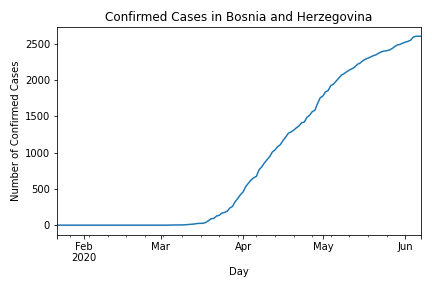 Confirmed Cases in Bosnia and Herzegovina
Number of Confirmed Cases
2500
2000
1500
1000
500
0
Feb
2020
Mar
Apr
May
Jun
Day